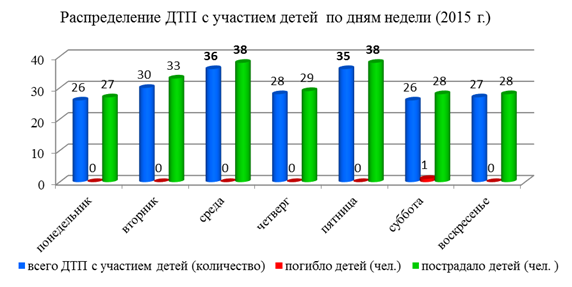 Распределение ДТП с участием детей по дням недели (2015 г.)
40
30
20
10
0
26 0 27
30 0 33
36 0 38
28 0 29
35 0 38
26 1 28
27 0 28
понедельник
вторник
среда
четверг
пятница
суббота
воскресенье
всего ДТП с участием детей (количество) погибло детей (чел.) пострадало детей (чел. )